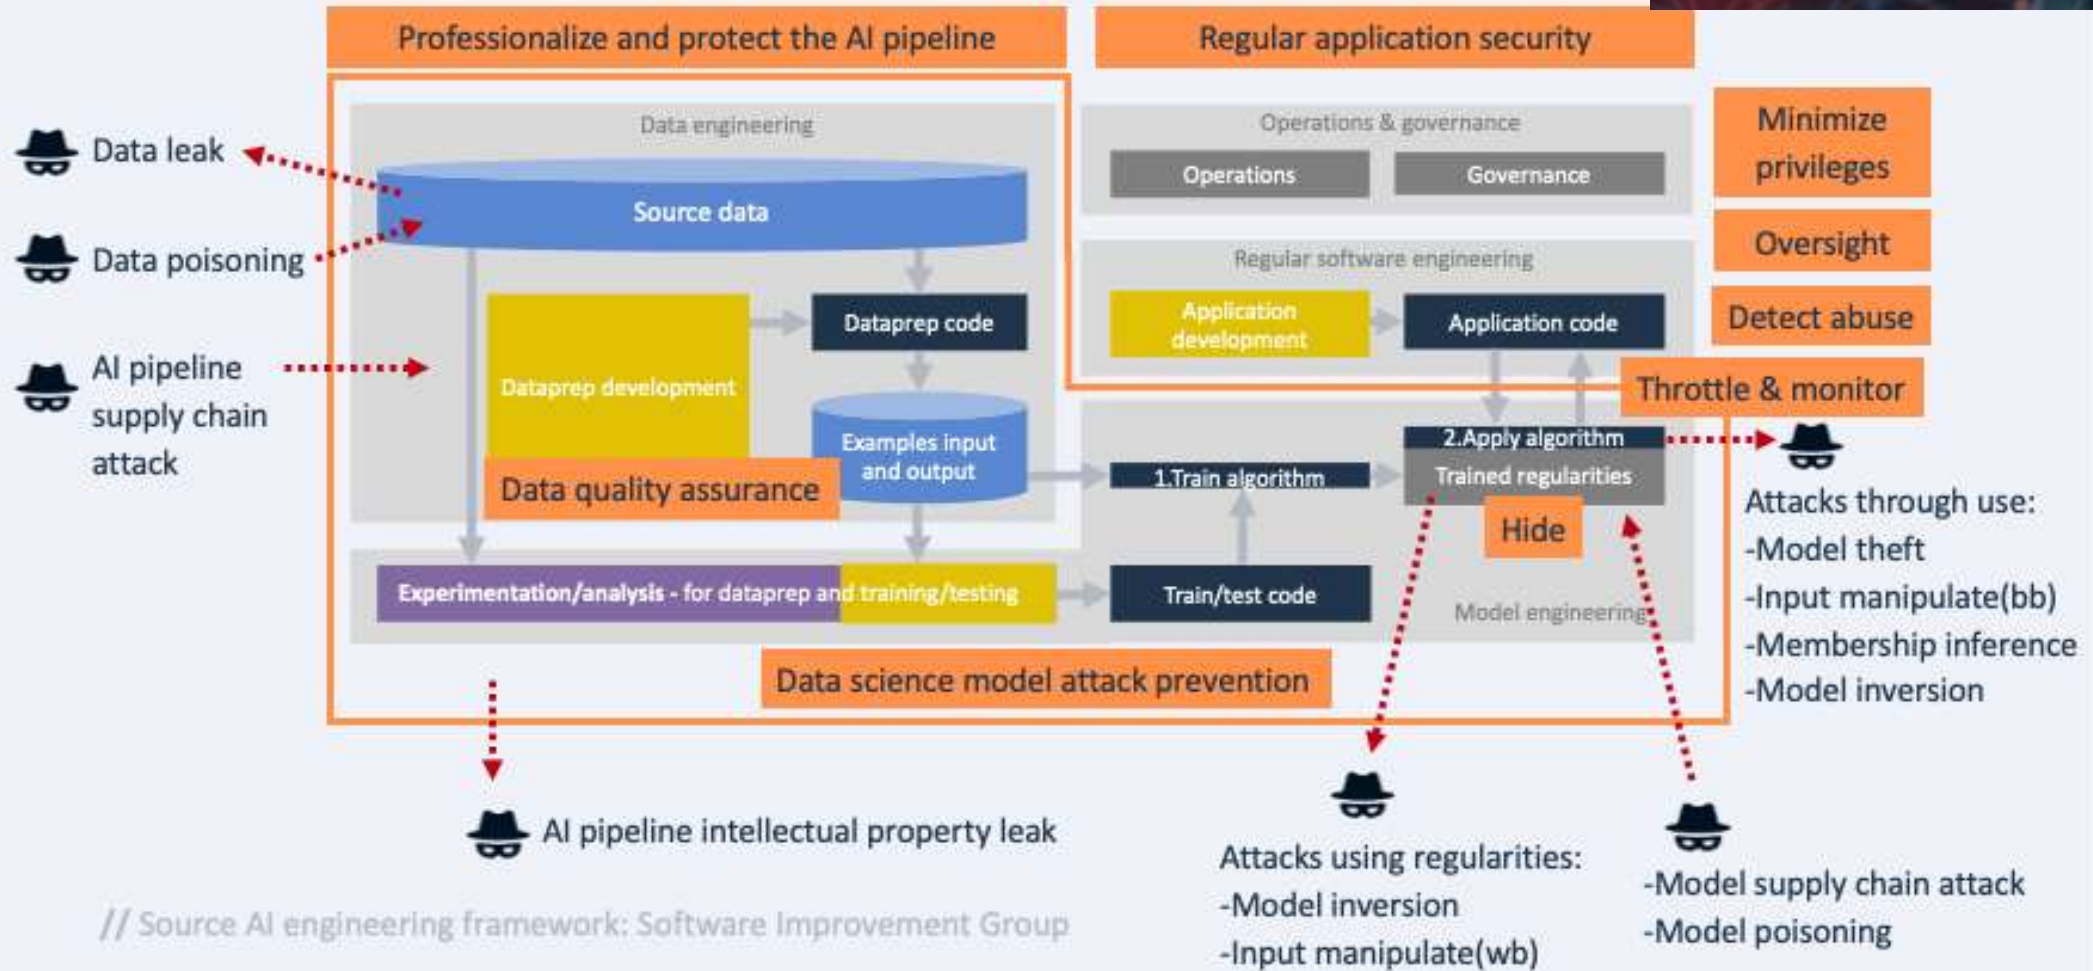 Professionalize and protect the AI pipeline
Regular application security
Data engineering
Operations & governance
Minimize
privileges
Data leak
Operations
Governance
Source data
Oversight
Data poisoning
Regular software engineering
Application
development
Dataprep code
Application code
Detect abuse
AI pipeline
supply chain
attack
Dataprep development
Throttle & monitor
Examples input
and output
2.Apply algorithm
Data quality assurance
1.Train algorithm
Trained regularities
Hide
Attacks through use:
-Model theft
-Input manipulate(bb)
-Membership inference
-Model inversion
Experimentation/analysis - for dataprep and training/testing
Train/test code
Model engineering
Data science model attack prevention
AI pipeline intellectual property leak
Attacks using regularities:
-Model inversion
-Input manipulate(wb)
-Model supply chain attack
-Model poisoning
// Source AI engineering framework: Software Improvement Group